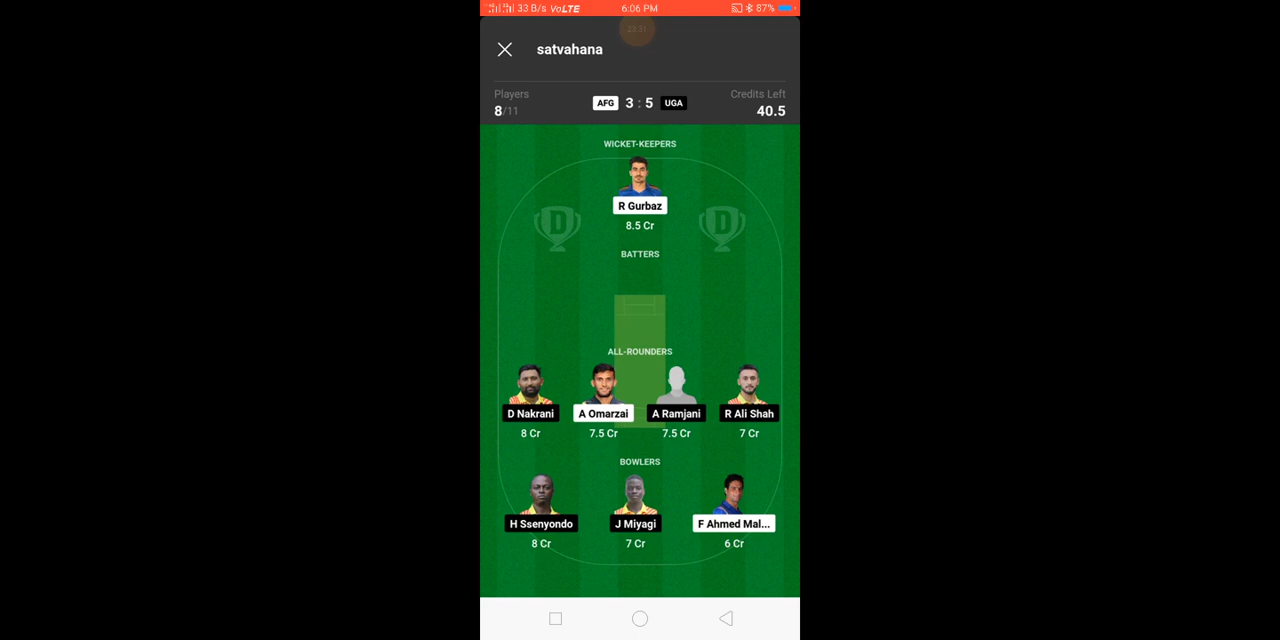 33 B/s VoLTE 6:06 PM 87%
23:31
satvahana
Players Credits Left
8/11 AFG 3 : 5 UGA 40.5
WICKET-KEEPERS
R Gurbaz
8.5 Cr
D D
BATTERS
ALL-ROUNDERS
D Nakrani A Omarzai A Ramjani R Ali Shah
8 Cr 7.5 Cr 7.5 Cr 7 Cr
BOWLERS
H Ssenyondo J Miyagi F Ahmed Mal...
8 Cr 7 Cr 6 Cr